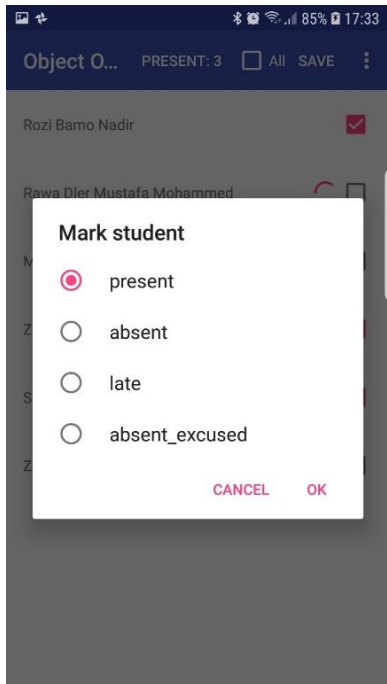 85% 17:33
Object O... PRESENT: 3 All SAVE
Rozi Bamo Nadir
Rawa Dler Mustafa Mohammed
Mark student
M
present
Z
absent
S
late
Z
absent_excused
CANCEL OK